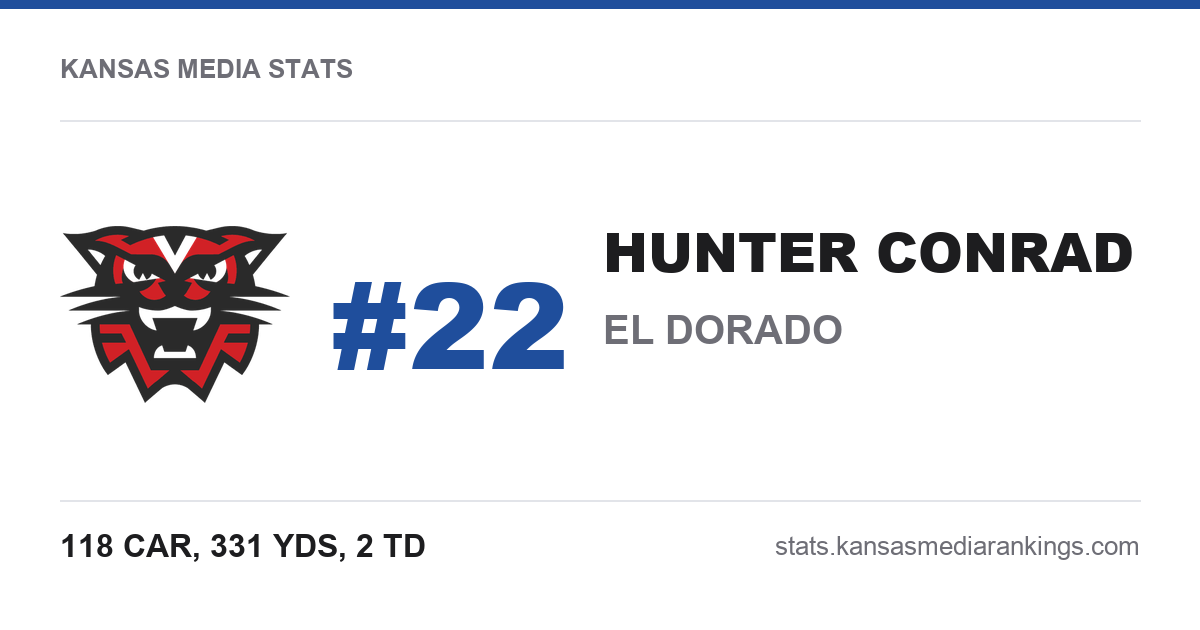 KANSAS MEDIA STATS
#22
HUNTER CONRAD
EL DORADO
118 CAR, 331 YDS, 2 TD
stats.kansasmediarankings.com